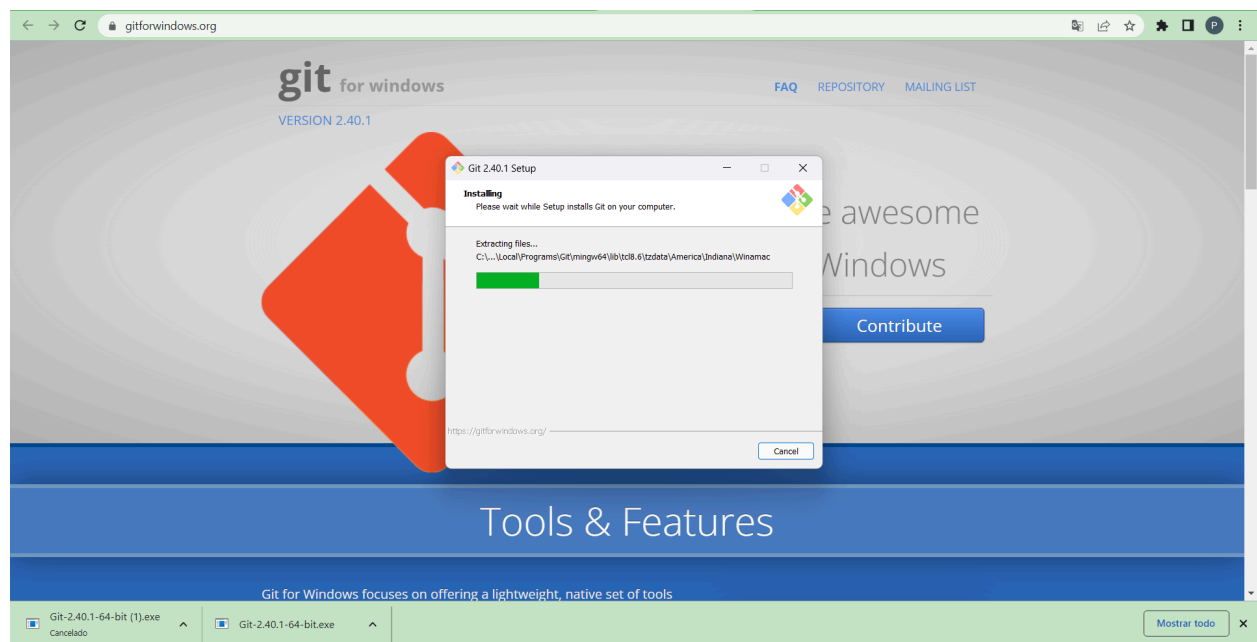 gitforwindows.org
P
git for windows
FAQ REPOSITORY MAILING LIST
VERSION 2.40.1
Git 2.40.1 Setup
Installing
Please wait while Setup installs Git on your computer.
Extracting files...
C:\...\Local\Programs\Git\mingw64\lib\tcl8.6\tzdata\America\Indiana\Winamac
awesome
Windows
Contribute
https://gitforwindows.org/
Cancel
Tools & Features
Git for Windows focuses on offering a lightweight, native set of tools
Git-2.40.1-64-bit (1).exe
Cancelado
Git-2.40.1-64-bit.exe
Mostrar todo